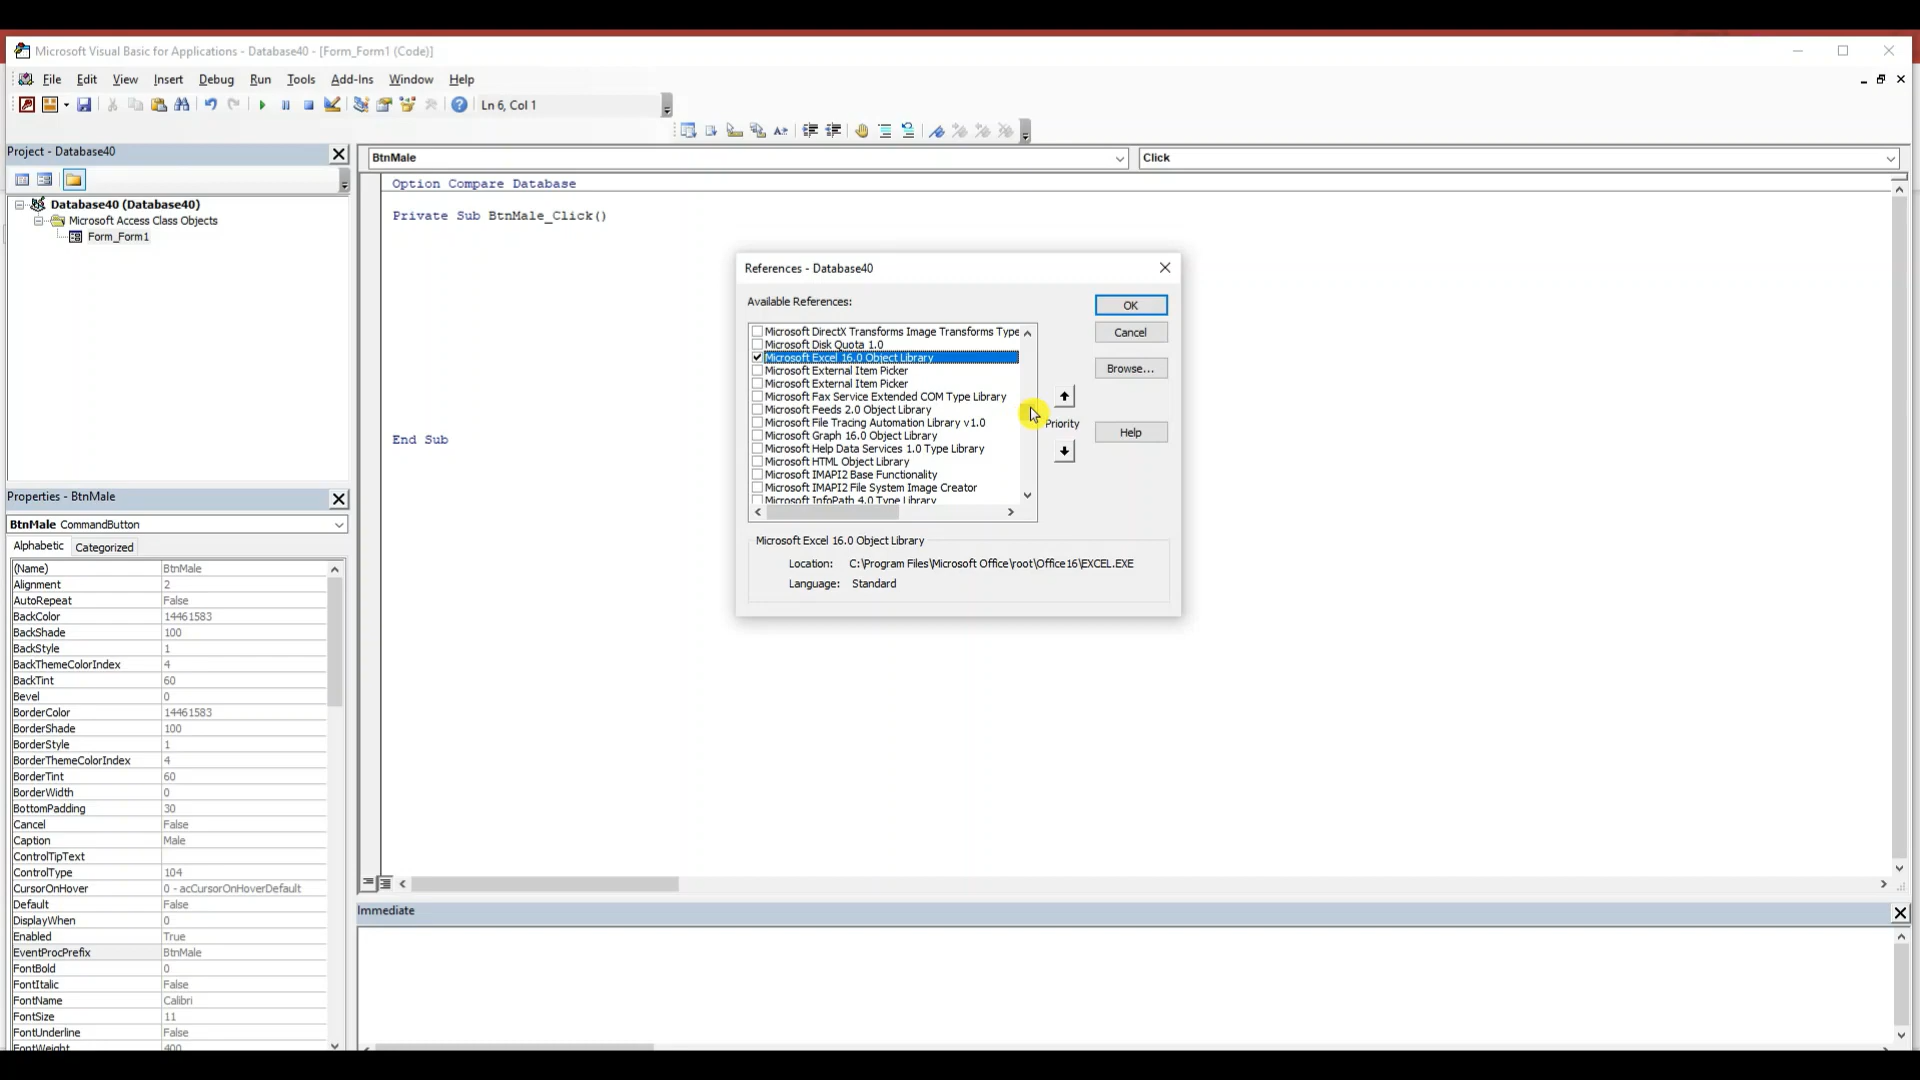 Microsoft Visual Basic for Applications - Database40 - [Form_Form1 (Code)]
File Edit View Insert Debug Run Tools Add-Ins Window Help
Ln 6, Col 1
Project - Database40
Database40 (Database40)
Microsoft Access Class Objects
Form_Form1
BtnMale Click
Option Compare Database
Private Sub BtnMale_Click()
End Sub
References - Database40
Available References:
Microsoft DirectX Transforms Image Transforms Type
Microsoft Disk Quota 1.0
Microsoft Excel 16.0 Object Library
Microsoft External Item Picker
Microsoft External Item Picker
Microsoft Fax Service Extended COM Type Library
Microsoft Feeds 2.0 Object Library
Microsoft File Tracing Automation Library v1.0
Microsoft Graph 16.0 Object Library
Microsoft Help Data Services 1.0 Type Library
Microsoft HTML Object Library
Microsoft IMAPI2 Base Functionality
Microsoft IMAPI2 File System Image Creator
Microsoft InfoPath 4.0 Type Library
OK
Cancel
Browse...
Priority
Help
Microsoft Excel 16.0 Object Library
Location: C:\Program Files\Microsoft Office\root\Office16\EXCEL.EXE
Language: Standard
Properties - BtnMale
BtnMale CommandButton
Alphabetic Categorized
(Name) BtnMale
Alignment 2
AutoRepeat False
BackColor 14461583
BackShade 100
BackStyle 1
BackThemeColorIndex 4
BackTint 60
Bevel 0
BorderColor 14461583
BorderShade 100
BorderStyle 1
BorderThemeColorIndex 4
BorderTint 60
BorderWidth 0
BottomPadding 30
Cancel False
Caption Male
ControlTipText
ControlType 104
CursorOnHover 0 - acCursorOnHoverDefault
Default False
DisplayWhen 0
Enabled True
EventProcPrefix BtnMale
FontBold 0
FontItalic False
FontName Calibri
FontSize 11
FontUnderline False
FontWeight 400
Immediate